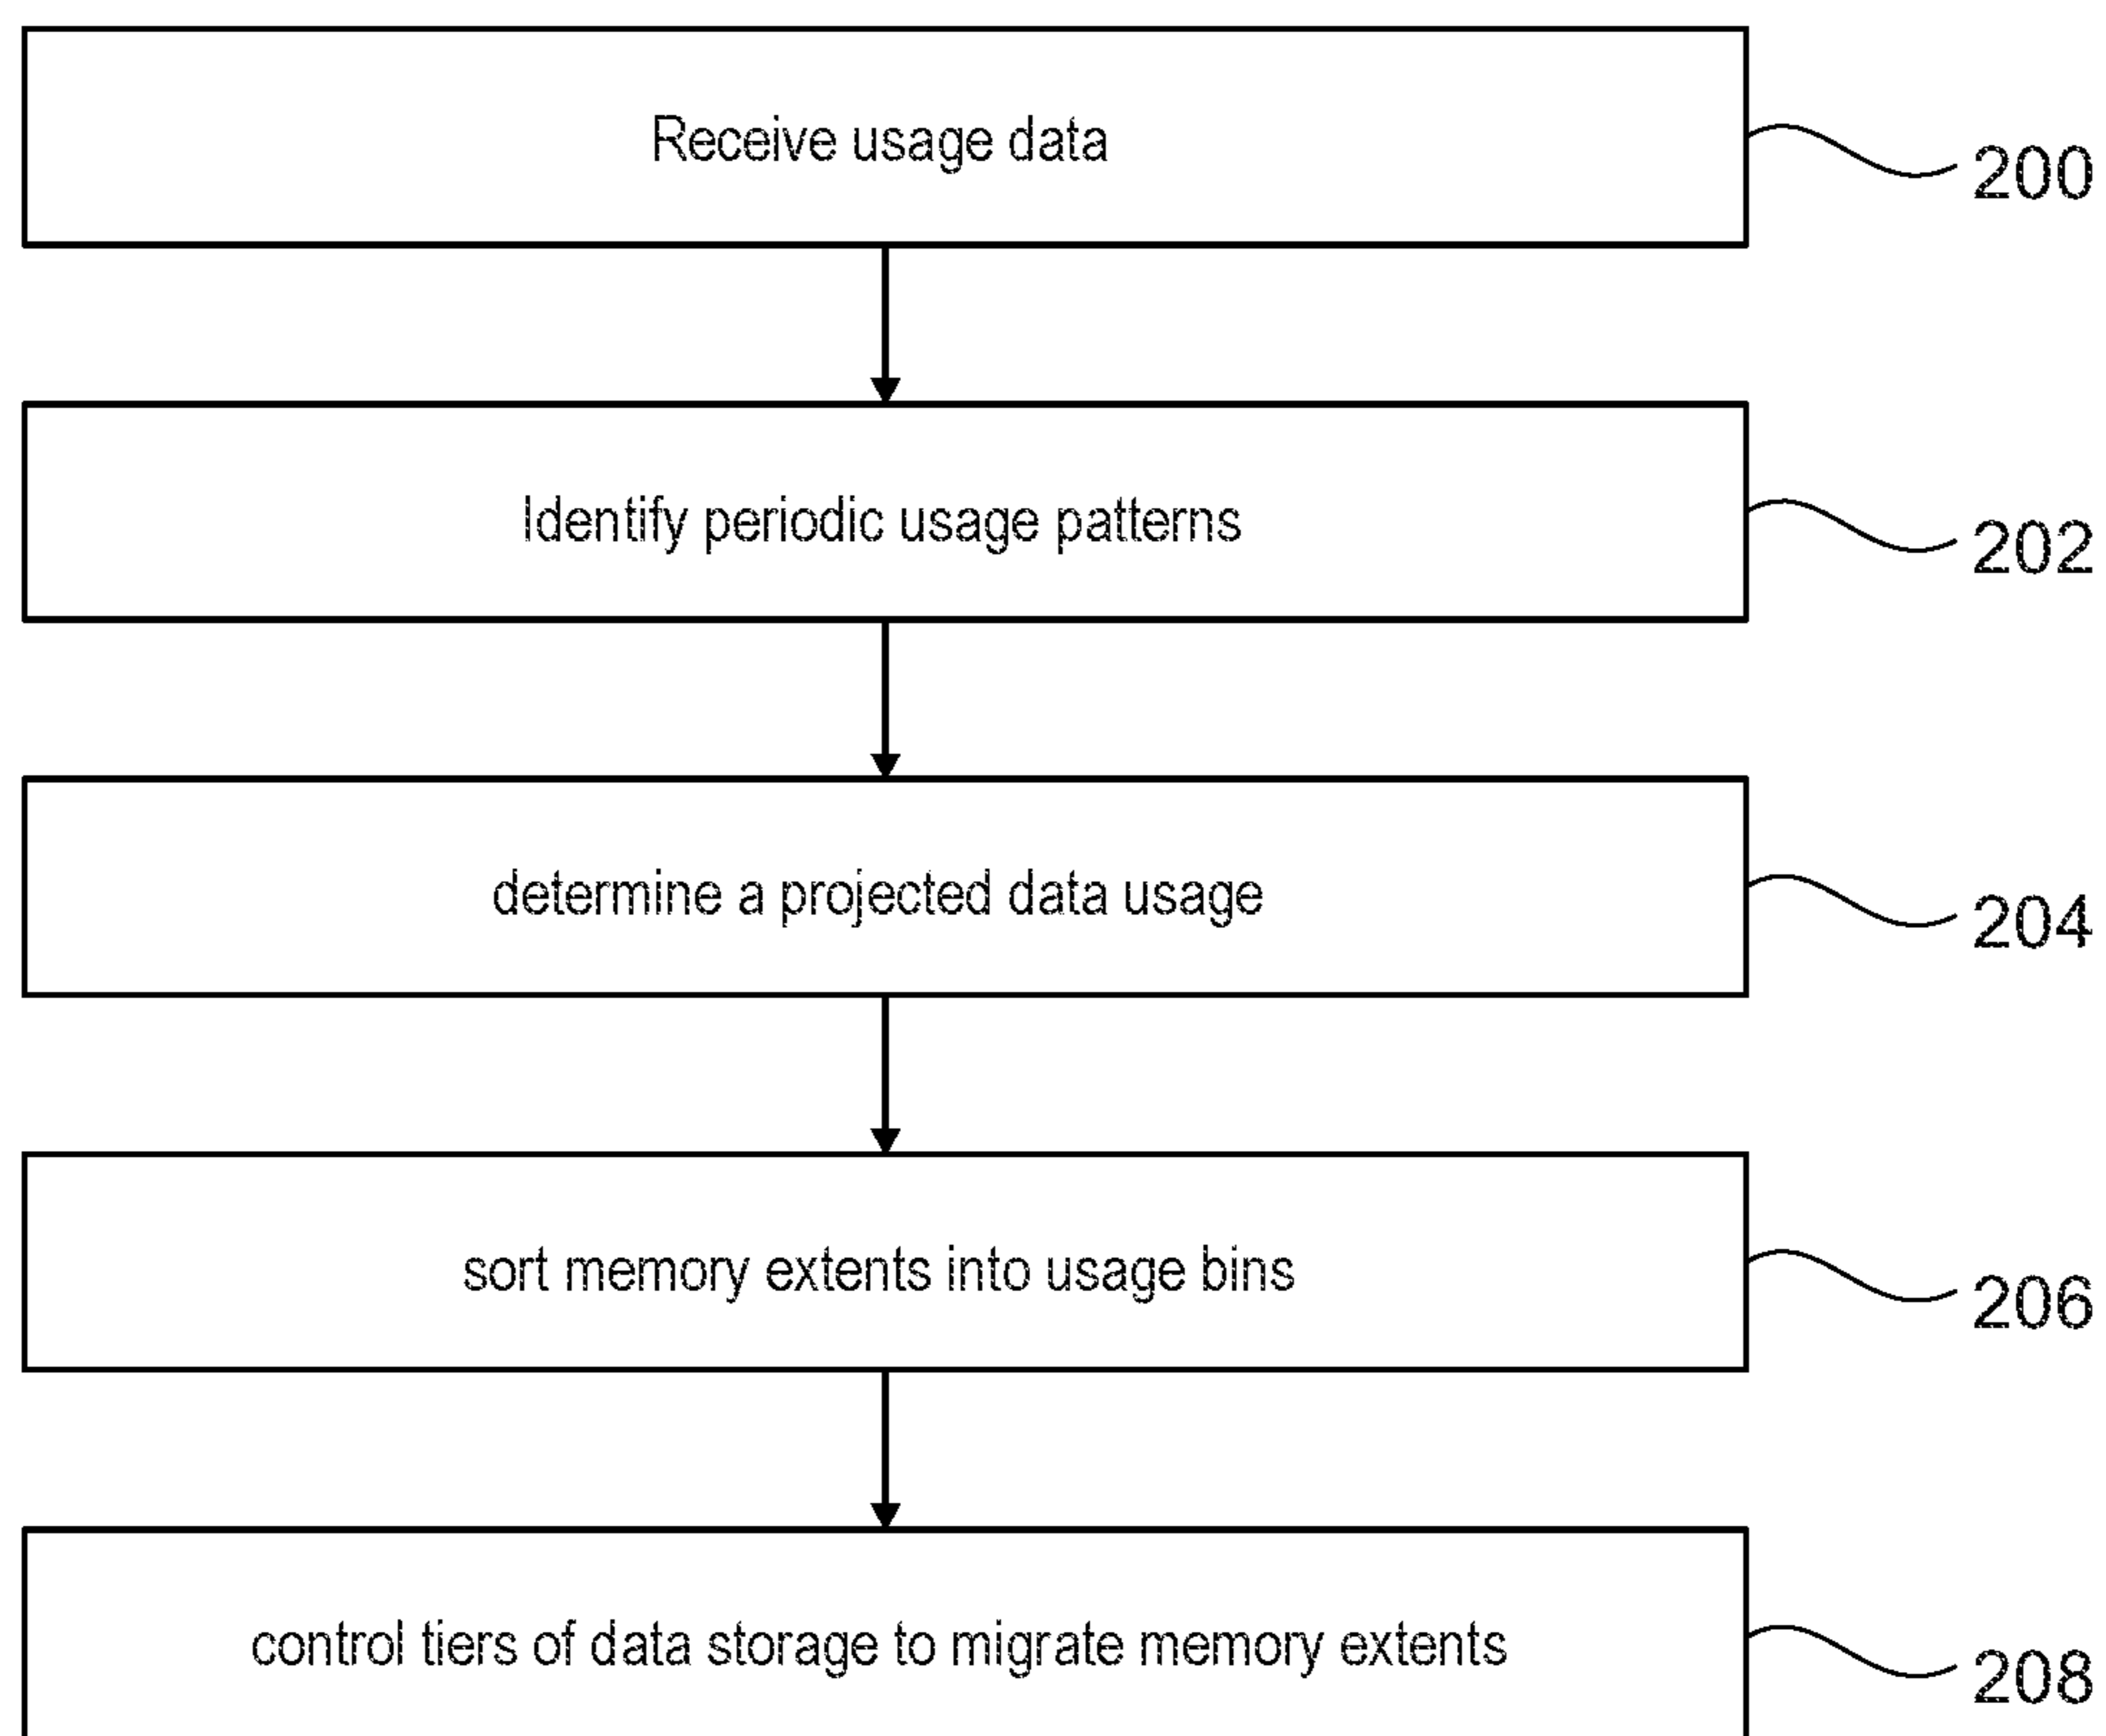 Receive usage data
200
Identify periodic usage patterns
202
determine a projected data usage
204
sort memory extents into usage bins
206
control tiers of data storage to migrate memory extents
208